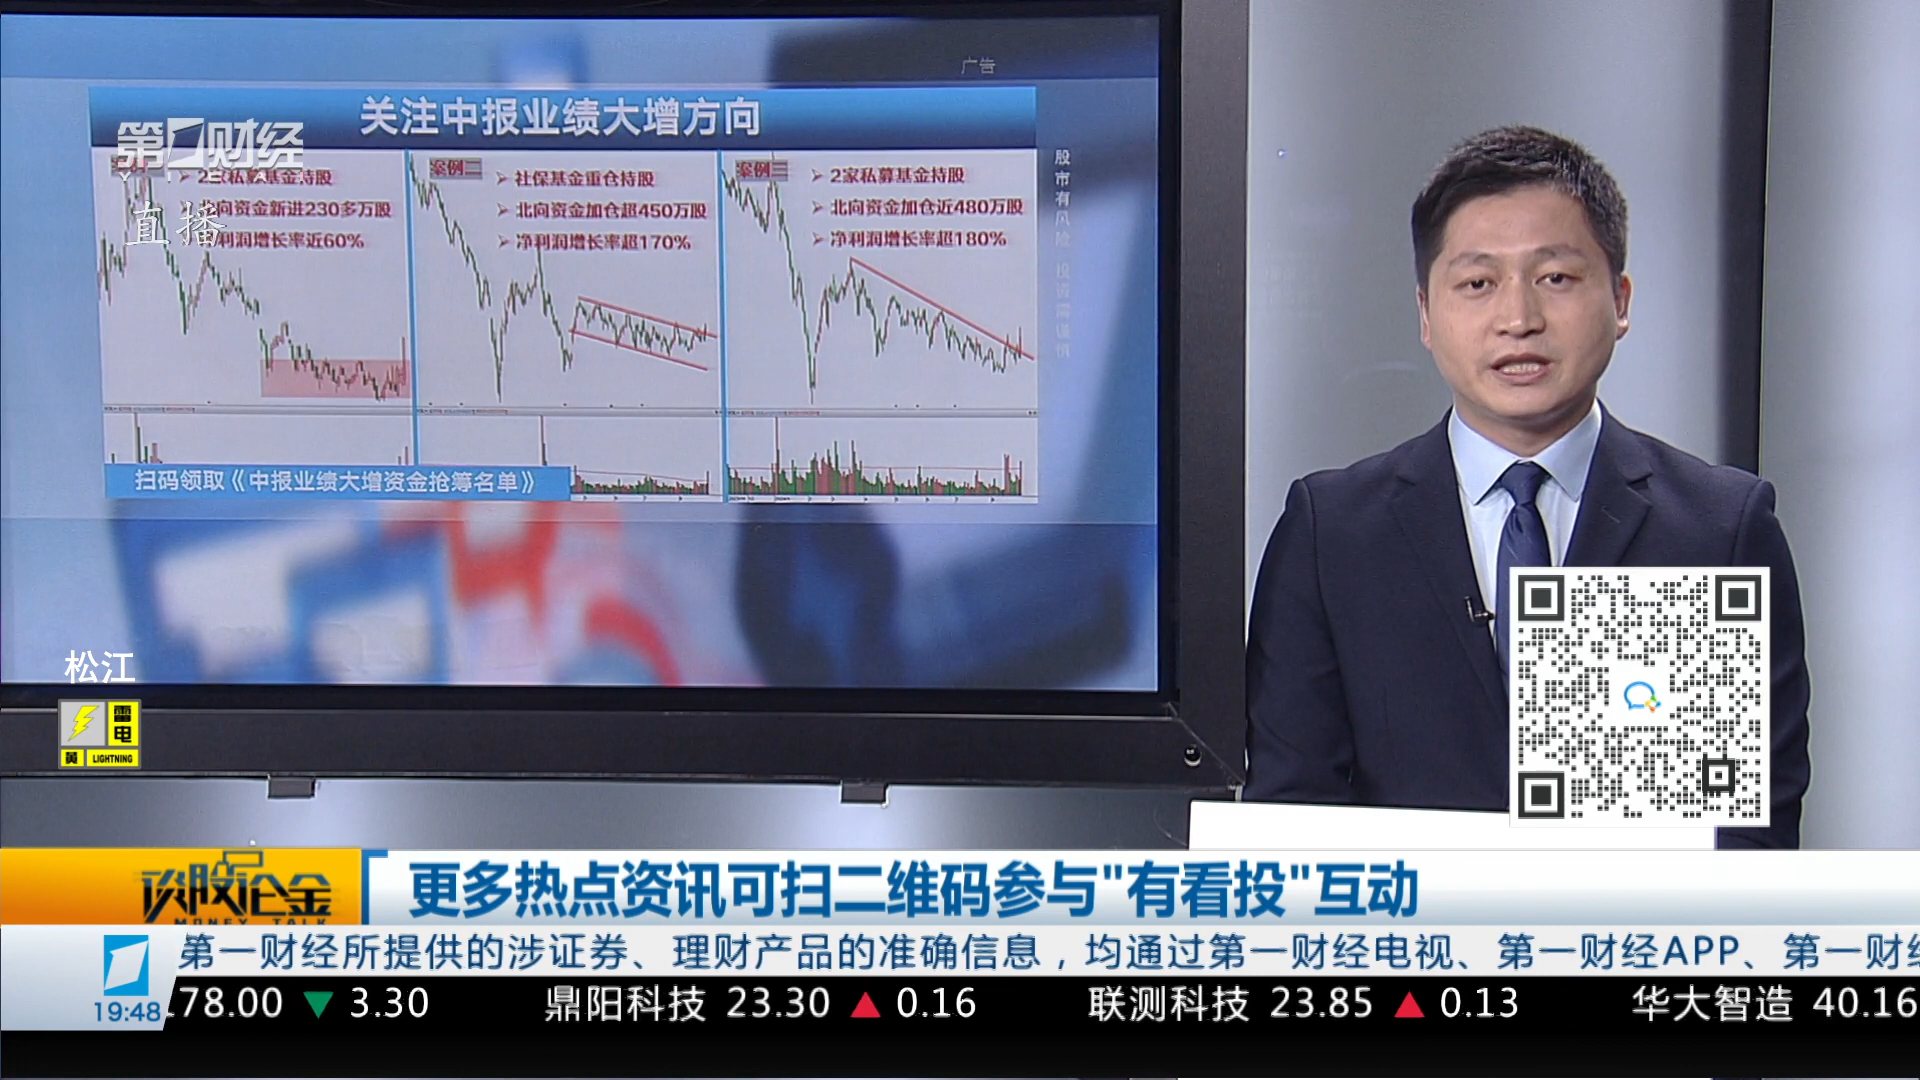 广告
关注中报业绩大增方向
第一财经
YICAI
直播
2家私募基金持股
北向资金新进230多万股
净利润增长率近60%
案例二
社保基金重仓持股
北向资金加仓超450万股
净利润增长率超170%
案例三
2家私募基金持股
北向资金加仓近480万股
净利润增长率超180%
股市有风险 投资需谨慎
扫码领取《中报业绩大增资金抢筹名单》
松江
雷电
黄 LIGHTNING
谈股论金
MONEY TALK
更多热点资讯可扫二维码参与"有看投"互动
第一财经所提供的涉证券、理财产品的准确信息，均通过第一财经电视、第一财经APP、第一财经
19:48
178.00 ▼ 3.30 鼎阳科技 23.30 ▲ 0.16 联测科技 23.85 ▲ 0.13 华大智造 40.16